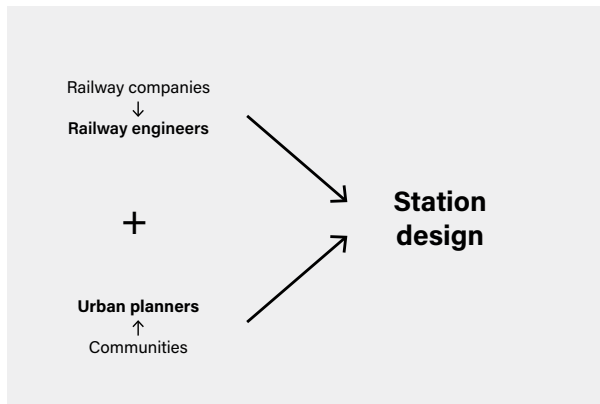 Railway companies
↓
Railway engineers
+
Station
design
Urban planners
↑
Communities